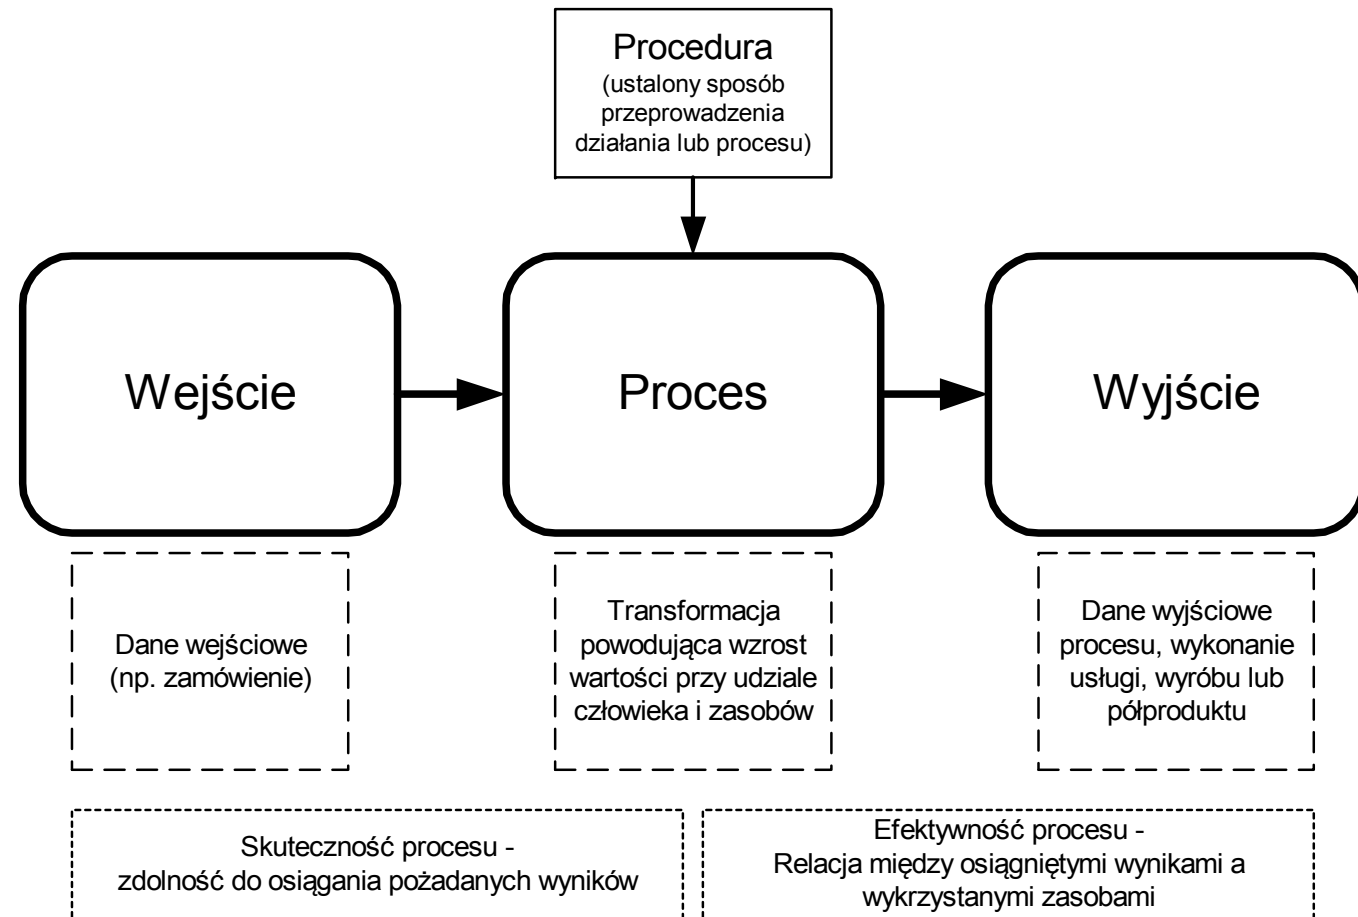 Procedura
(ustalony sposób
przeprowadzenia
działania lub procesu)
Wejście
Proces
Wyjście
Dane wejściowe
(np. zamówienie)
Transformacja
powodująca wzrost
wartości przy udziale
człowieka i zasobów
Dane wyjściowe
procesu, wykonanie
usługi, wyróbu lub
półproduktu
Skuteczność procesu -
zdolność do osiągania pożadanych wyników
Efektywność procesu -
Relacja między osiągniętymi wynikami a
wykrzystanymi zasobami